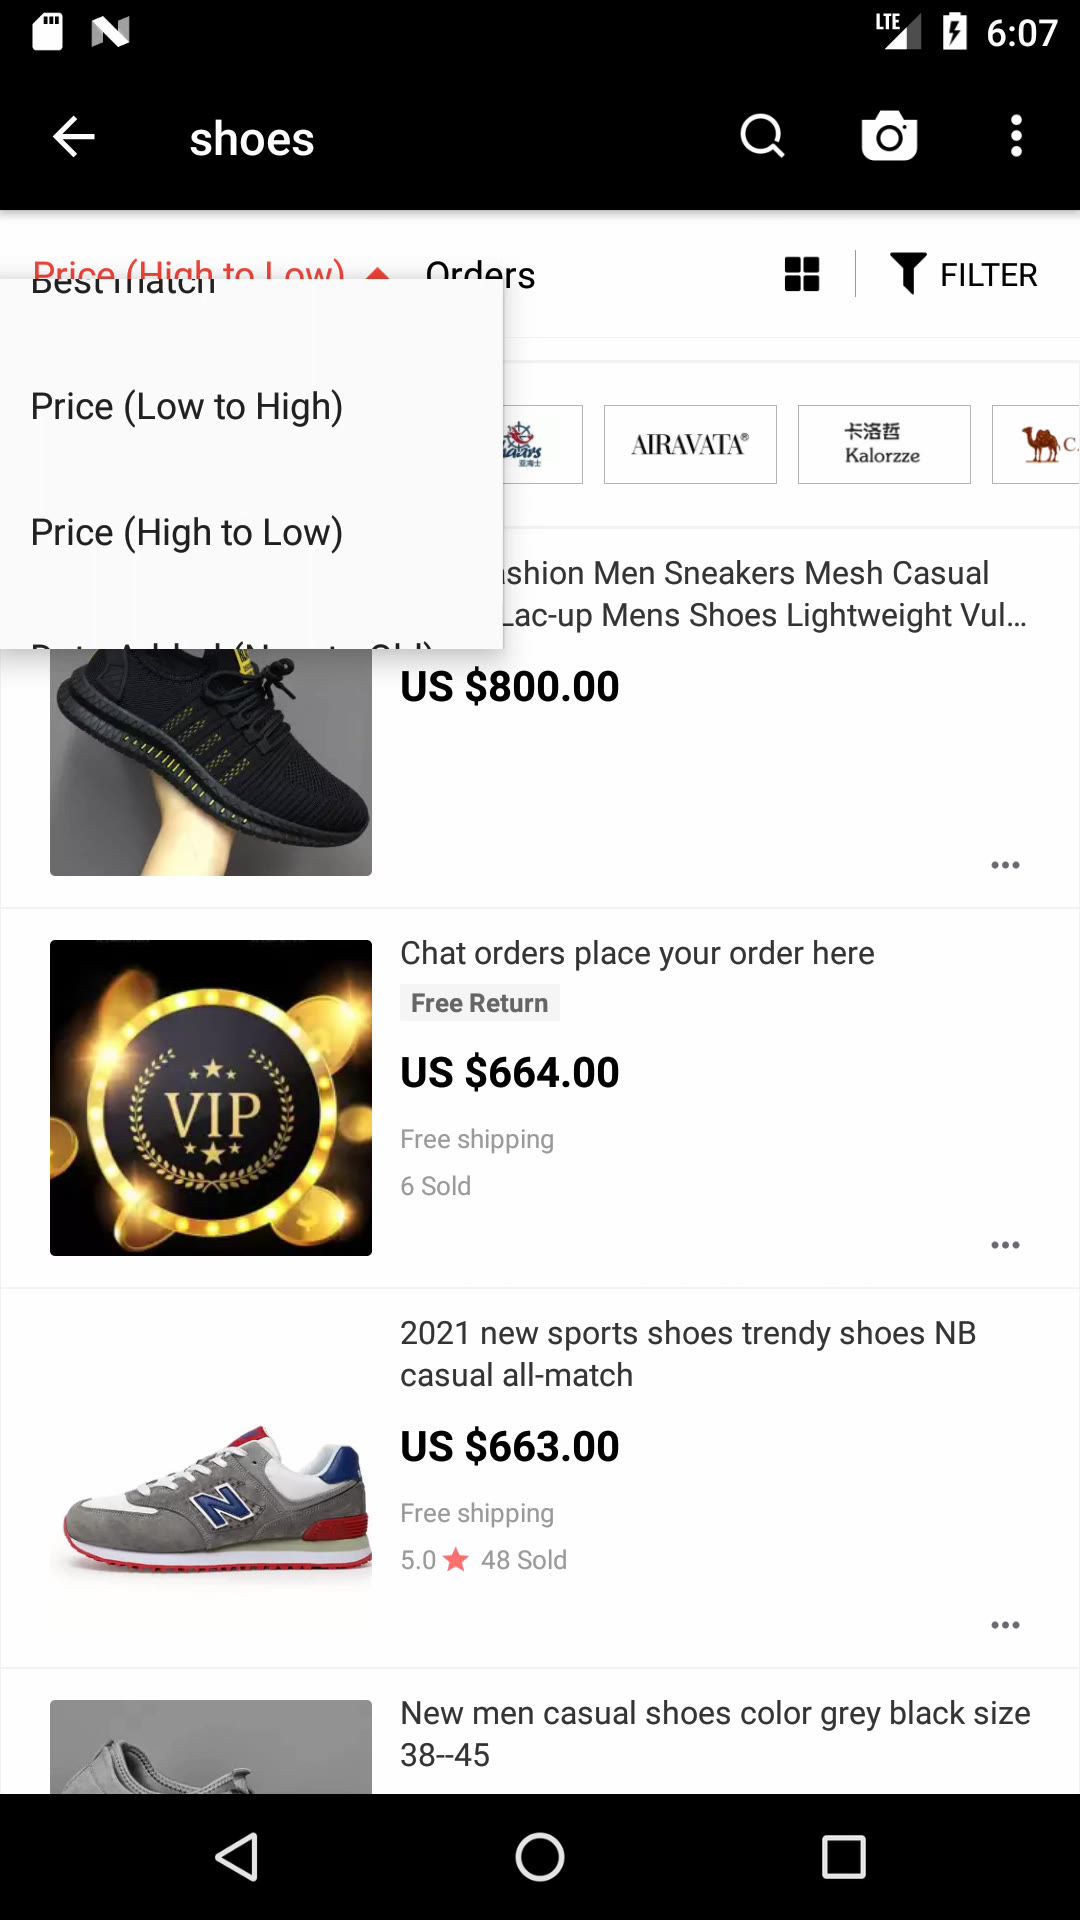 LTE
6:07
shoes
Price (High to Low)
Orders
FILTER
Best match
Price (Low to High)
Price (High to Low)
AIRAVATA®
卡洛哲
Kalorzze
亚海士
shion Men Sneakers Mesh Casual
Lac-up Mens Shoes Lightweight Vul...
US $800.00
Chat orders place your order here
Free Return
US $664.00
VIP
Free shipping
6 Sold
2021 new sports shoes trendy shoes NB
casual all-match
US $663.00
N
Free shipping
5.0 48 Sold
New men casual shoes color grey black size
38--45